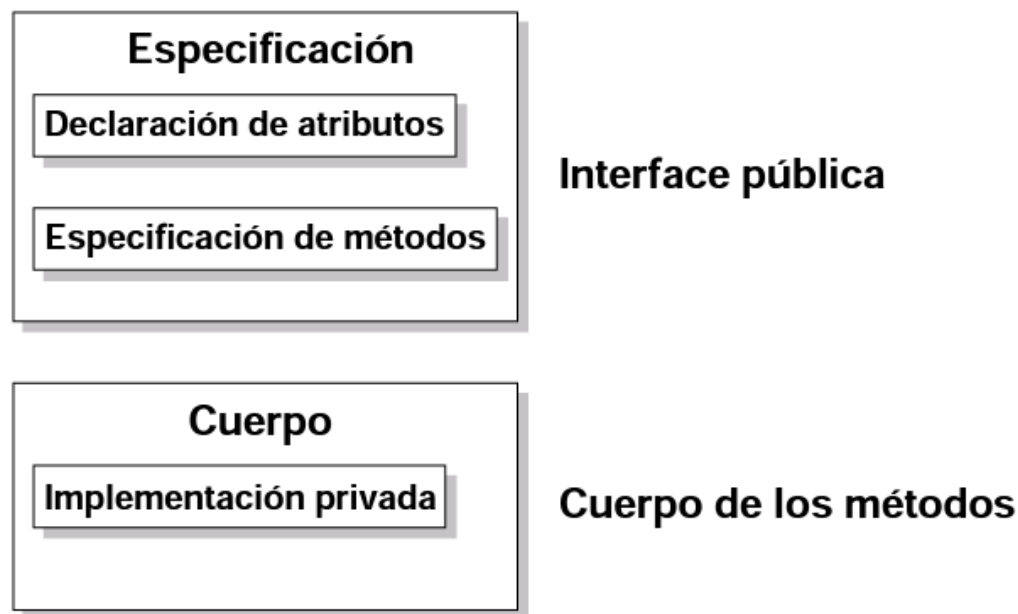 Especificación
Declaración de atributos
Interface pública
Especificación de métodos
Cuerpo
Implementación privada
Cuerpo de los métodos